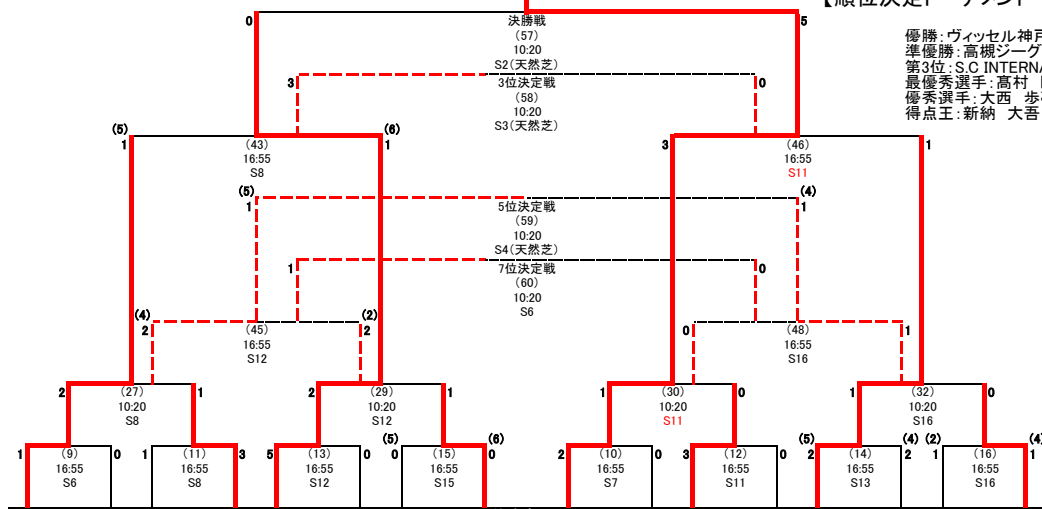 【順位決定トーナメント
0 決勝戦 5
(57)
10:20
S2(天然芝)
優勝:ヴィッセル神戸
準優勝:高槻ジーグ
第3位:S.C INTERNA
最優秀選手:髙村
優秀選手:大西 歩
得点王:新納 大吾
3 3位決定戦 0
(58)
10:20
S3(天然芝)
(5) (6)
1 (43) 1
16:55
S8
3 (46) 1
16:55
S11
(5) (4)
1 5位決定戦 1
(59)
10:20
S4(天然芝)
1 7位決定戦 0
(60)
10:20
S6
(4) (2)
2 (45) 2
16:55
S12
0 (48) 1
16:55
S16
2 (27) 1
10:20
S8
2 (29) 1
10:20
S12
1 (30) 0
10:20
S11
1 (32) 0
10:20
S16
1 (9) 0
16:55
S6
1 (11) 3
16:55
S8
5 (13) 0
16:55
S12
(5) (6)
0 (15) 0
16:55
S15
2 (10) 0
16:55
S7
3 (12) 0
16:55
S11
(5) (4)
2 (14) 2
16:55
S13
(2) (4)
1 (16) 1
16:55
S16